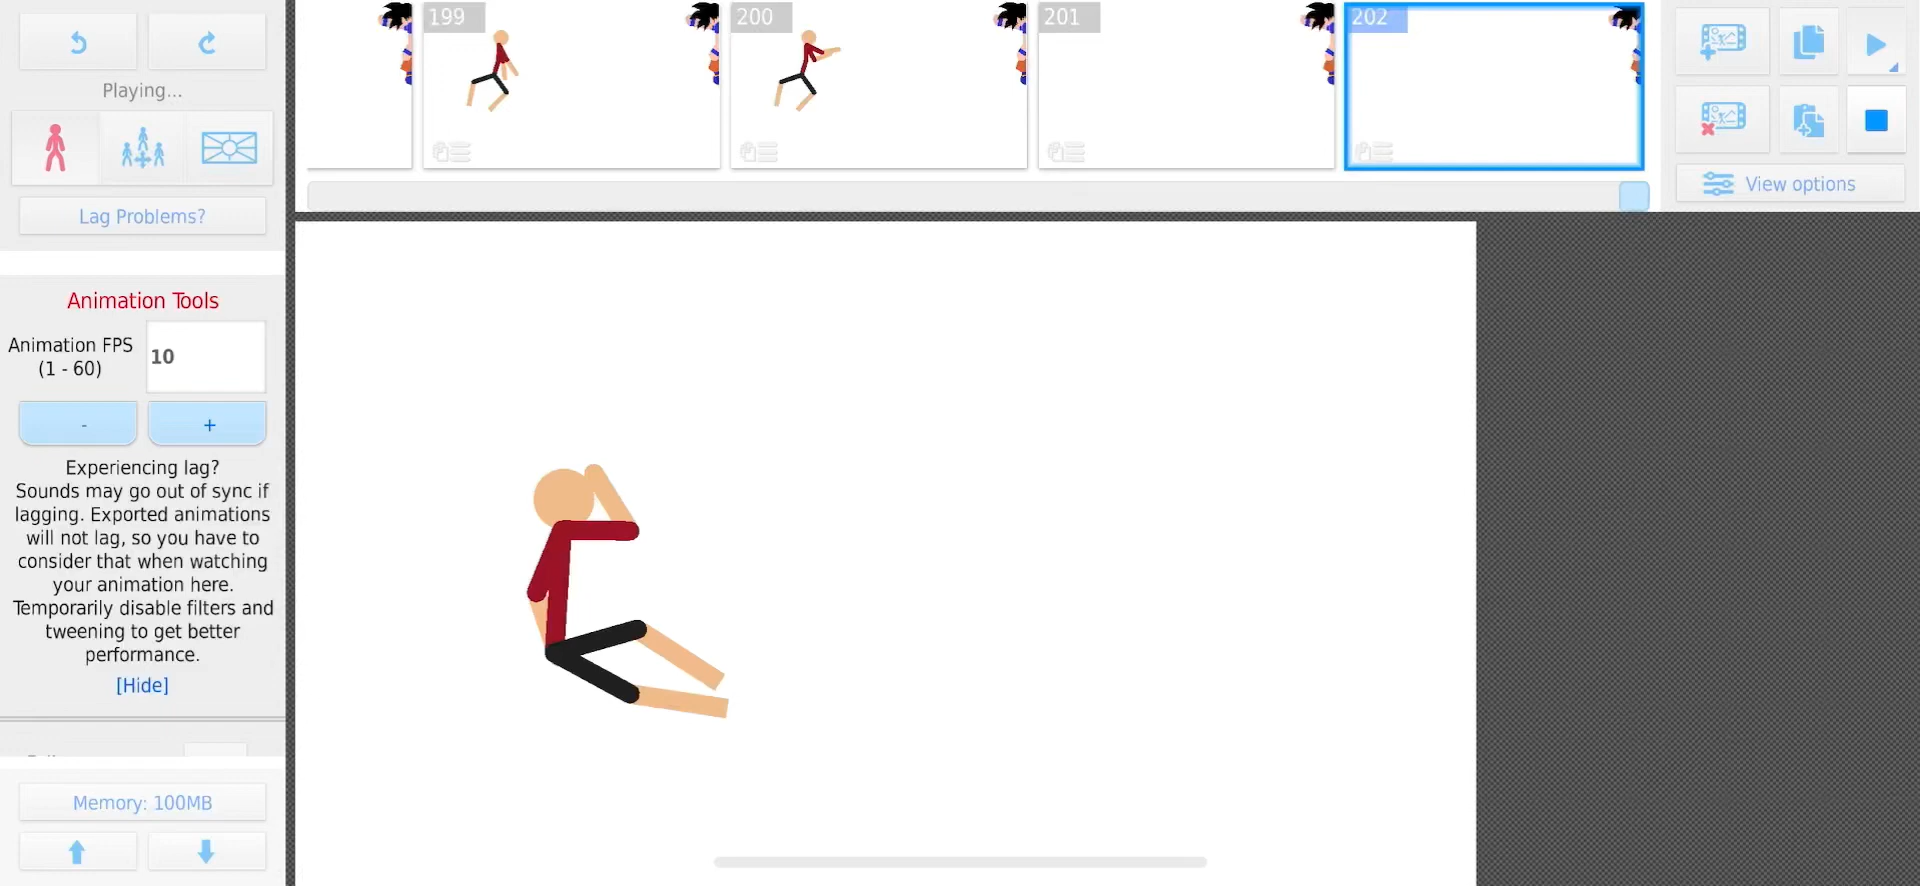 Playing...
Lag Problems?
Animation Tools
Animation FPS
(1 - 60)
10
-
+
Experiencing lag?
Sounds may go out of sync if
lagging. Exported animations
will not lag, so you have to
consider that when watching
your animation here.
Temporarily disable filters and
tweening to get better
performance.
[Hide]
Memory: 100MB
199
200
201
202
View options